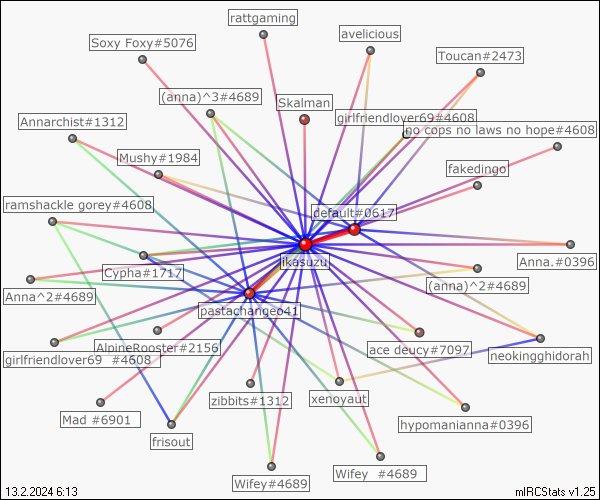 rattgaming
avelicious
Soxy Foxy#5076
Toucan#2473
(anna)^3#4689
Skalman
girlfriendlover69#4608
Annarchist#1312
no cops no laws no hope#4608
Mushy#1984
fakedingo
ramshackle gorey#4608
default#0617
jikasuzu
Anna.#0396
Cypha#1717
(anna)^2#4689
Anna^2#4689
pastachangeo41
AlpineRooster#2156
ace deucy#7097
girlfriendlover69 #4608
neokingghidorah
zibbits#1312
xenoyaut
Mad #6901
hypomanianna#0396
frisout
Wifey#4689
Wifey #4689
13.2.2024 6:13
mIRCStats v1.25